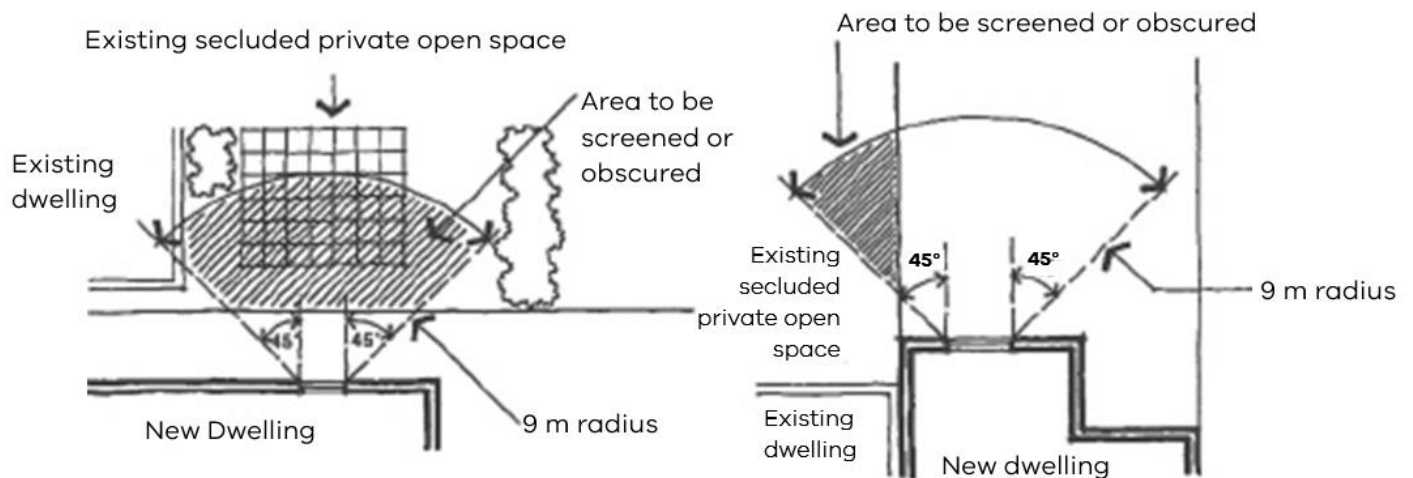 Existing secluded private open space
Area to be
screened or
obscured
Existing
dwelling
45°
45°
New Dwelling
9 m radius
Area to be screened or obscured
45°
45°
Existing
secluded
private open
space
9 m radius
Existing
dwelling
New dwelling